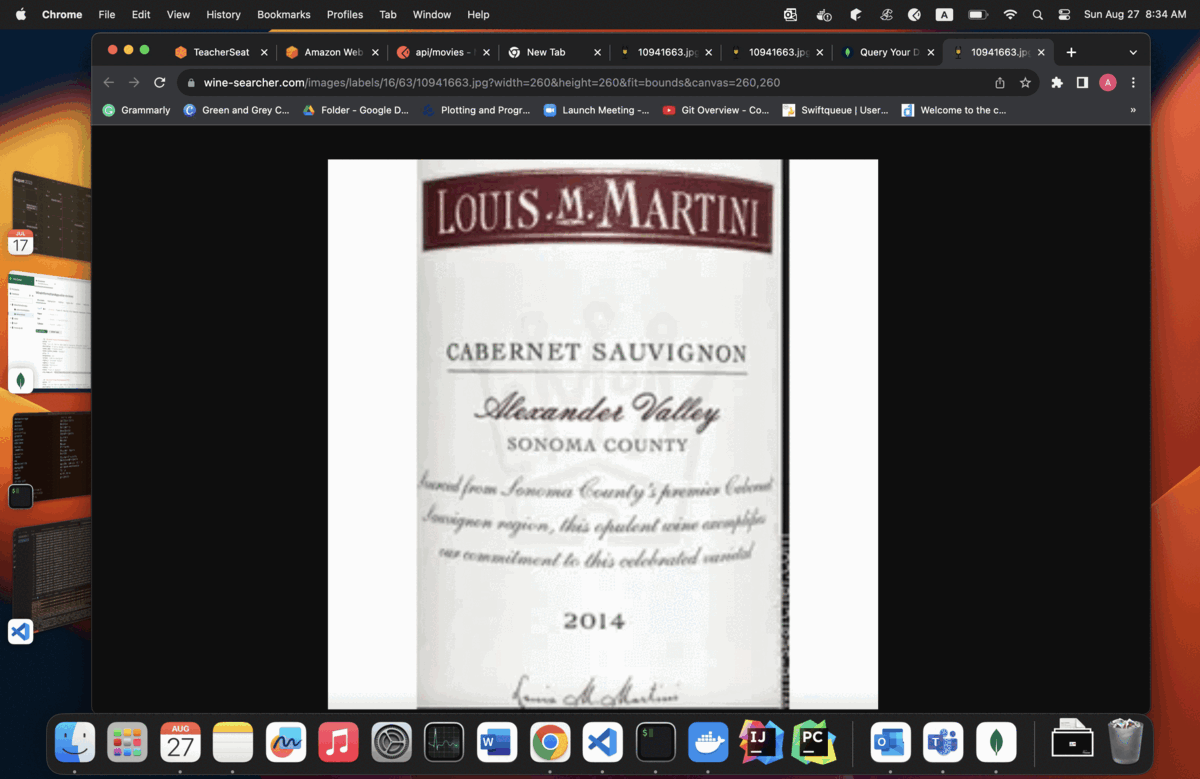 Chrome File Edit View History Bookmarks Profiles Tab Window Help A Sun Aug 27 8:34 AM
TeacherSeat Amazon Web api/movies - New Tab 10941663.jp 10941663.jp Query Your D 10941663.jp
wine-searcher.com/images/labels/16/63/10941663.jpg?width=260&height=260&fit=bounds&canvas=260,260 A
Grammarly Green and Grey C... Folder - Google D... Plotting and Progr... Launch Meeting -... Git Overview - Co... Swiftqueue | User... Welcome to the c... »
LOUIS.M.MARTINI
CABERNET SAUVIGNON
Alexander Valley
SONOMA COUNTY
Sourced from Sonoma County's premier Cabernet
Sauvignon region, this opulent wine exemplifies
our commitment to this celebrated varietal
2014
Louis M Martini
JUL
17
AUG
27
W
$
IJ
PC
O
T